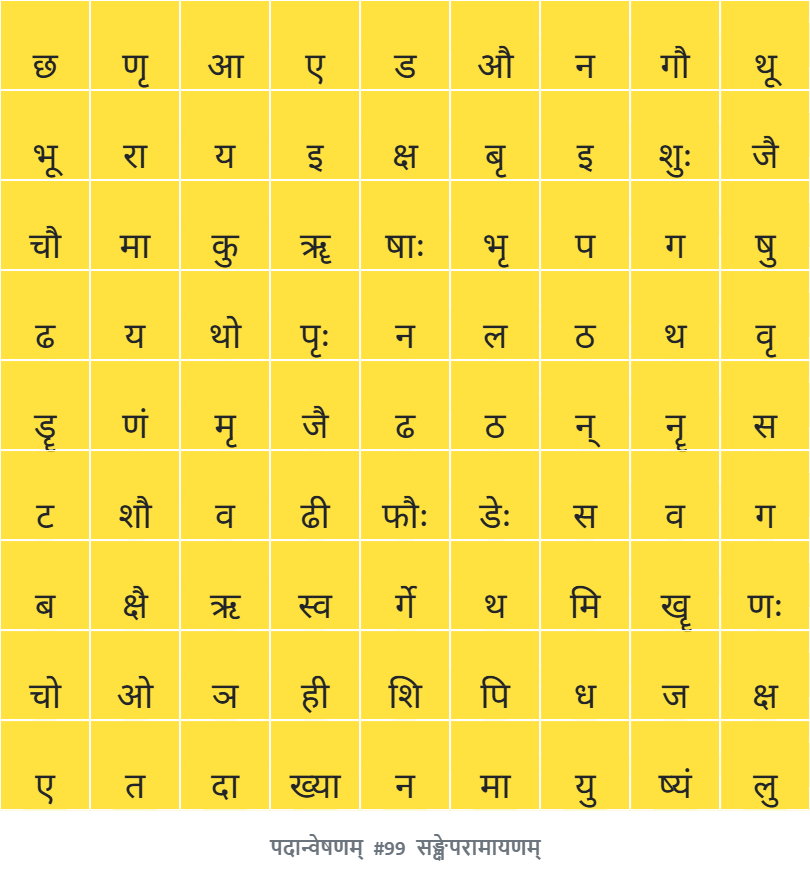 छ णृ आ ए ड औ न गौ थू
भू रा य इ क्ष बृ इ शुः जै
चौ मा कु ॠ षाः भृ प ग षु
ढ य थो पृः न ल ठ थ वृ
ड्ॄ णं मृ जै ढ ठ न् नॄ स
ट शौ व ढी फौः डेः स व ग
ब क्षै ऋ स्व र्गे थ मि खॄ णः
चो ओ ञ ही शि पि ध ज क्ष
ए त दा ख्या न मा यु ष्यं लु
पदान्वेषणम् #99 सङ्क्षेपरामायणम्